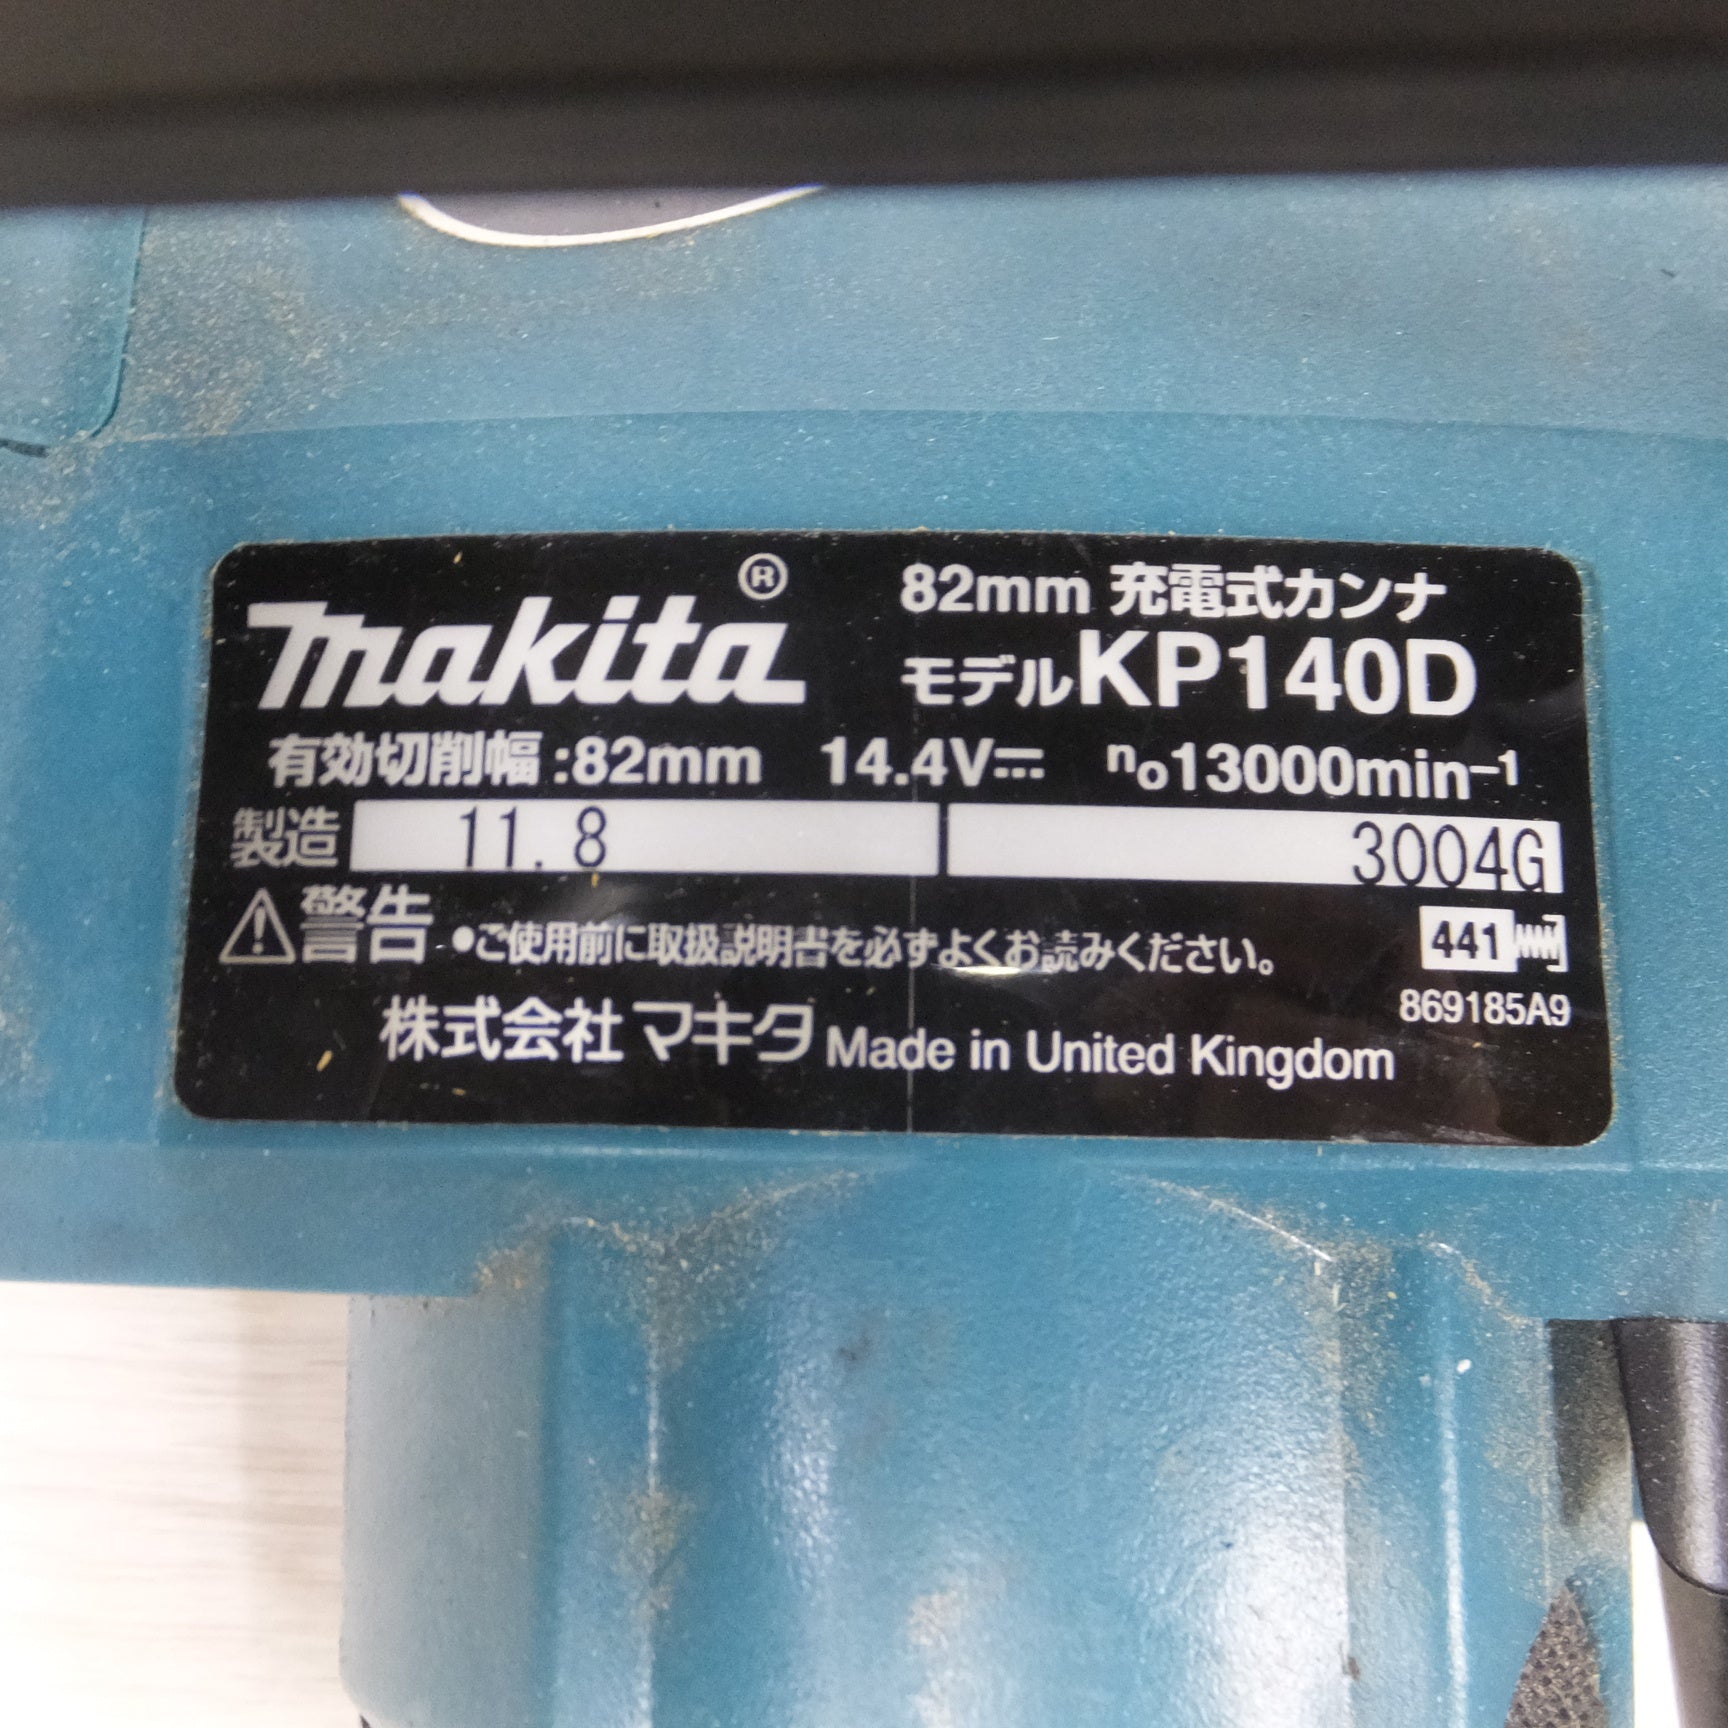 makita®
82mm 充電式カンナ
モデルKP140D
有効切削幅:82mm 14.4V⎓ no13000min⁻¹
製造 11. 8 3004G
⚠警告 ●ご使用前に取扱説明書を必ずよくお読みください。
441
869185A9
株式会社マキタ Made in United Kingdom